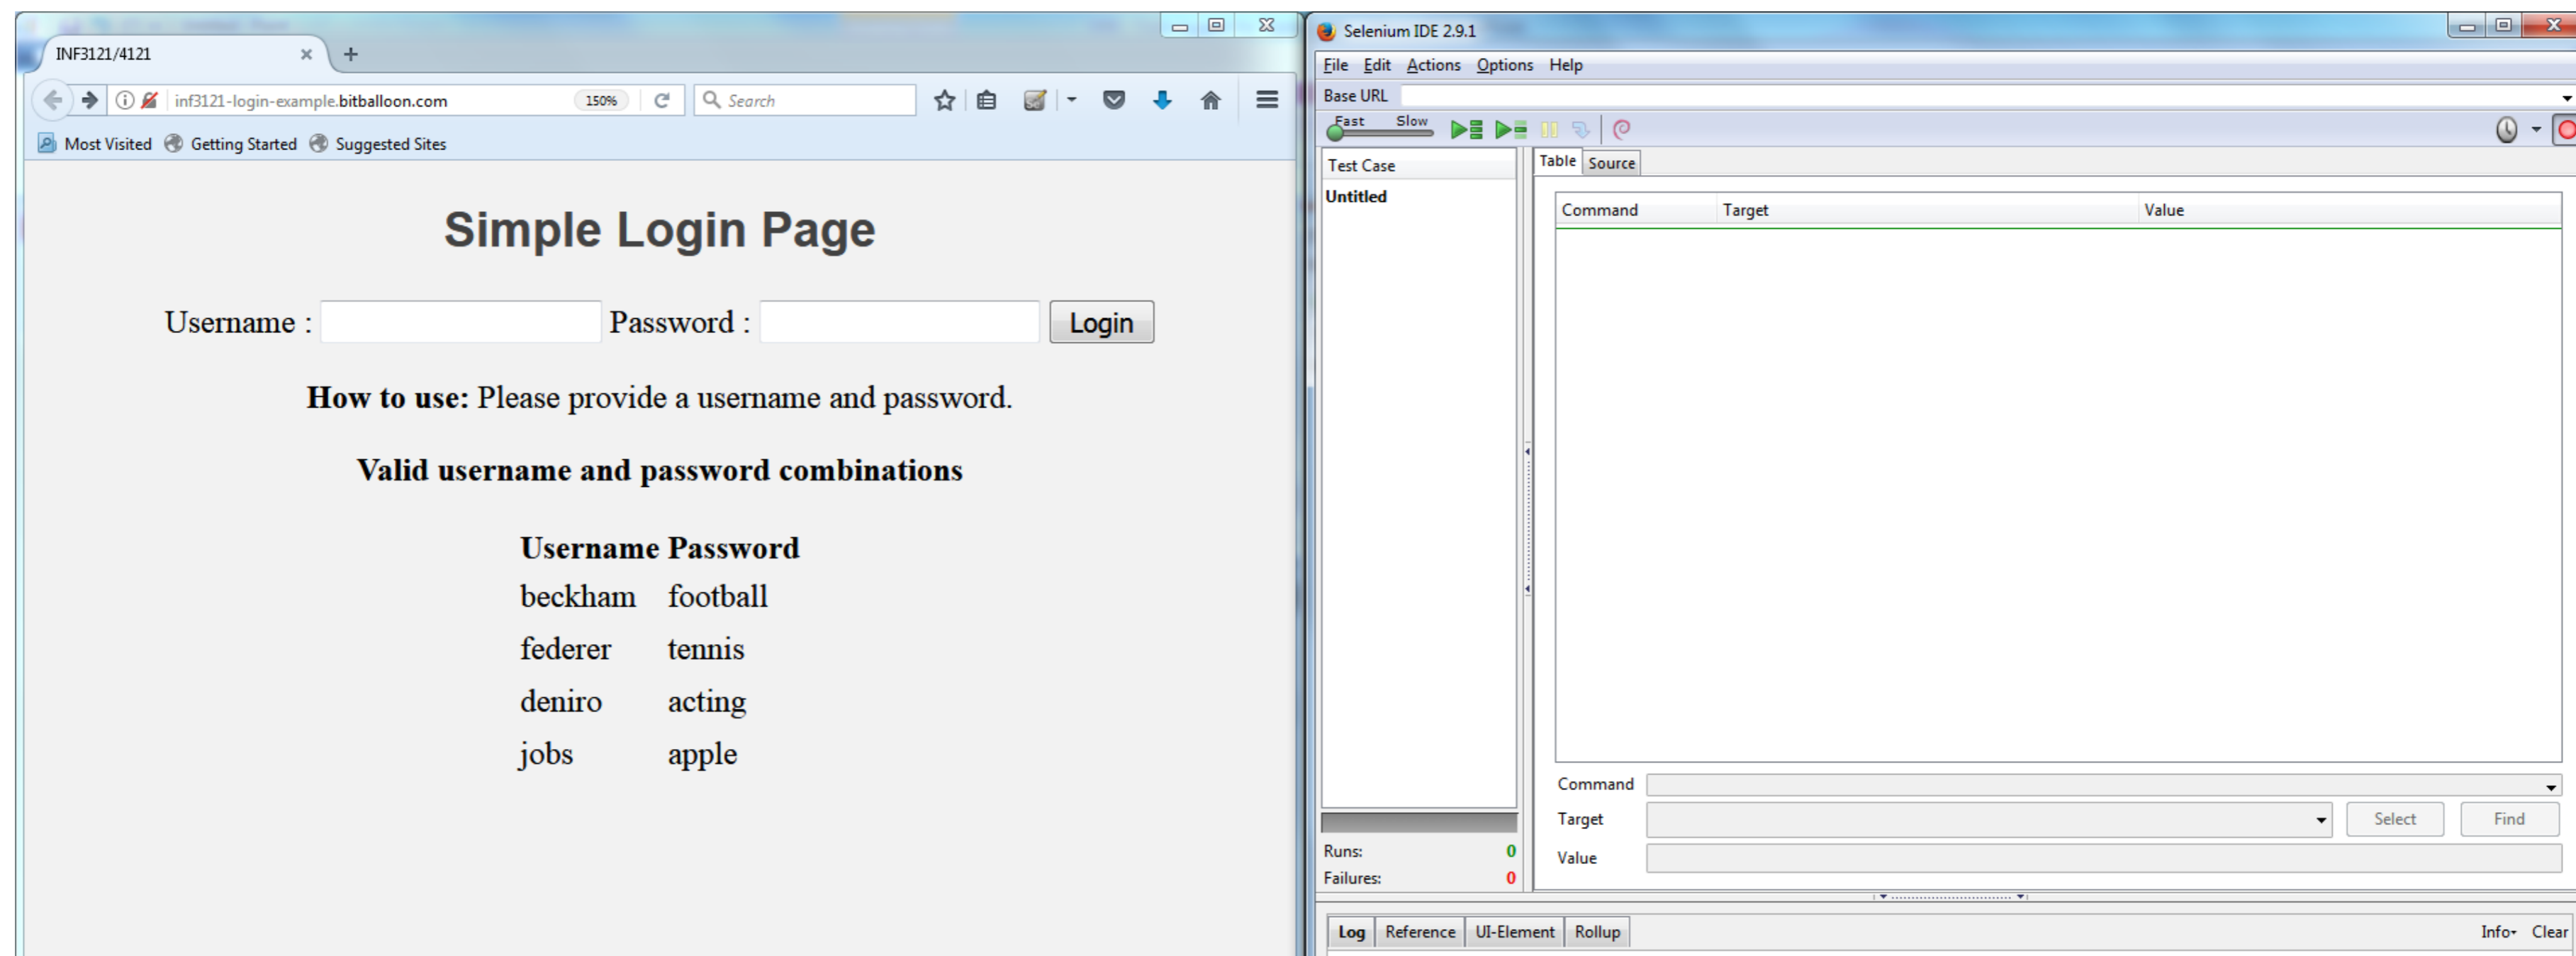 INF3121/4121
inf3121-login-example.bitballoon.com
150%
Search
Most Visited Getting Started Suggested Sites
Simple Login Page
Username : Password : Login
How to use: Please provide a username and password.
Valid username and password combinations
Username Password
beckham football
federer tennis
deniro acting
jobs apple
Selenium IDE 2.9.1
File Edit Actions Options Help
Base URL
Fast Slow
Test Case
Untitled
Runs: 0
Failures: 0
Table Source
Command Target Value
Command
Target Select Find
Value
Log Reference UI-Element Rollup Info Clear